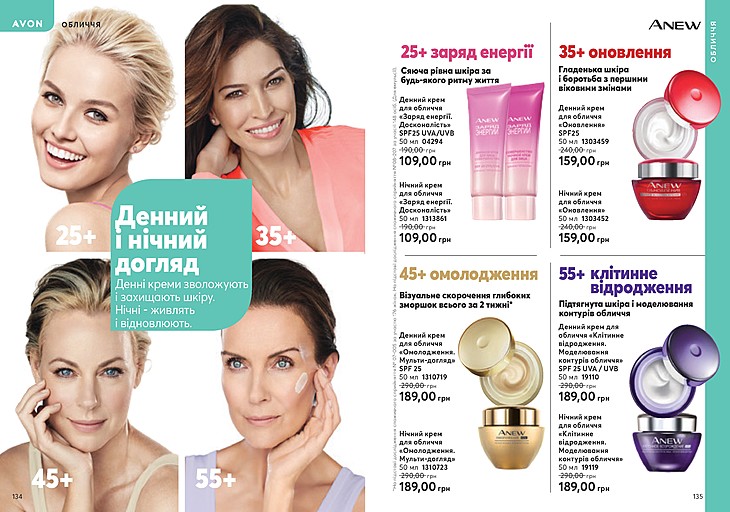 AVON
ОБЛИЧЧЯ
25+
35+
Денний
і нічний
догляд
Денні креми зволожують
і захищають шкіру.
Нічні - живлять
і відновлюють.
45+
55+
134
ANEW
ОБЛИЧЧЯ
25+ заряд енергії
Сяюча рівна шкіра за
будь-якого ритму життя
Денний крем
для обличчя
«Заряд енергії.
Досконалість»
SPF25 UVA/UVB
50 мл 04294
190,00 грн
109,00 грн
Нічний крем
для обличчя
«Заряд енергії.
Досконалість»
50 мл 1313861
190,00 грн
109,00 грн
ANEW
ANEW
35+ оновлення
Гладенька шкіра
і боротьба з першими
віковими змінами
Денний крем
для обличчя
«Оновлення»
SPF25
50 мл 1303459
240,00 грн
159,00 грн
Нічний крем
для обличчя
«Оновлення»
50 мл 1303452
240,00 грн
159,00 грн
ANEW
45+ омолодження
Візуальне скорочення глибоких
зморшок всього за 2 тижні*
Денний крем
для обличчя
«Омолодження.
Мульти-догляд»
SPF 25
50 мл 1310719
290,00 грн
189,00 грн
Нічний крем
для обличчя
«Омолодження.
Мульти-догляд»
50 мл 1310723
290,00 грн
189,00 грн
ANEW
55+ клітинне
відродження
Підтягнута шкіра і моделювання
контурів обличчя
Денний крем для
обличчя «Клітинне
відродження.
Моделювання
контурів обличчя»
SPF 25 UVA / UVB
50 мл 19110
290,00 грн
189,00 грн
Нічний крем для
обличчя
«Клітинне
відродження.
Моделювання
контурів обличчя»
50 мл 19119
290,00 грн
189,00 грн
ANEW
135